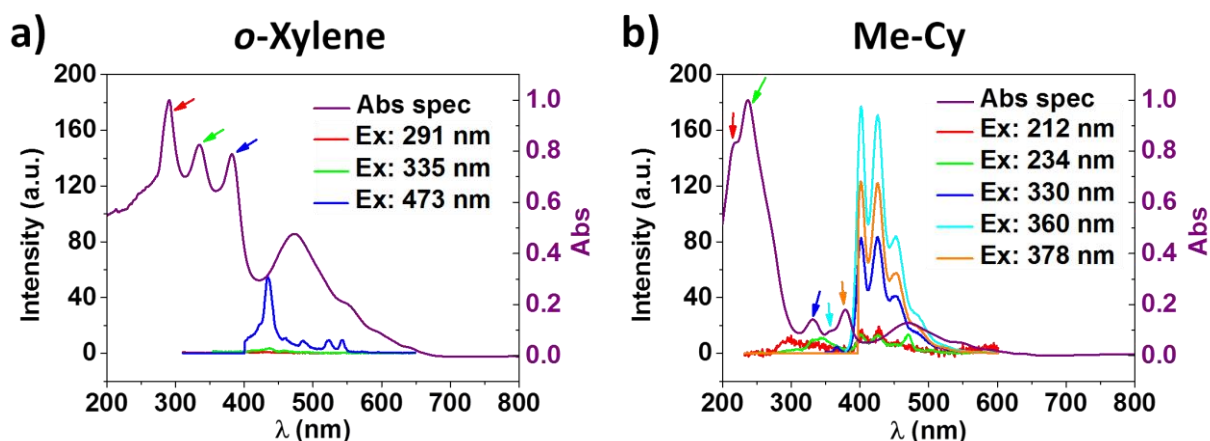 a) o-Xylene
200
160
120
80
40
0
Intensity (a.u.)
1.0
0.8
0.6
0.4
0.2
0.0
Abs
Abs spec
Ex: 291 nm
Ex: 335 nm
Ex: 473 nm
200 300 400 500 600 700 800
λ (nm)
b) Me-Cy
200
160
120
80
40
0
Intensity (a.u.)
1.0
0.8
0.6
0.4
0.2
0.0
Abs
Abs spec
Ex: 212 nm
Ex: 234 nm
Ex: 330 nm
Ex: 360 nm
Ex: 378 nm
200 300 400 500 600 700 800
λ (nm)